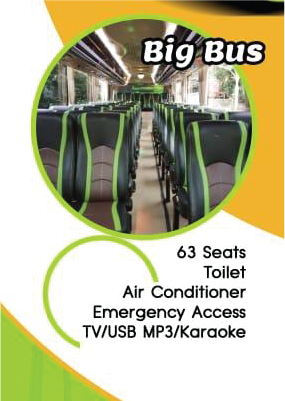 Big Bus
63 Seats
Toilet
Air Conditioner
Emergency Access
TV/USB MP3/Karaoke